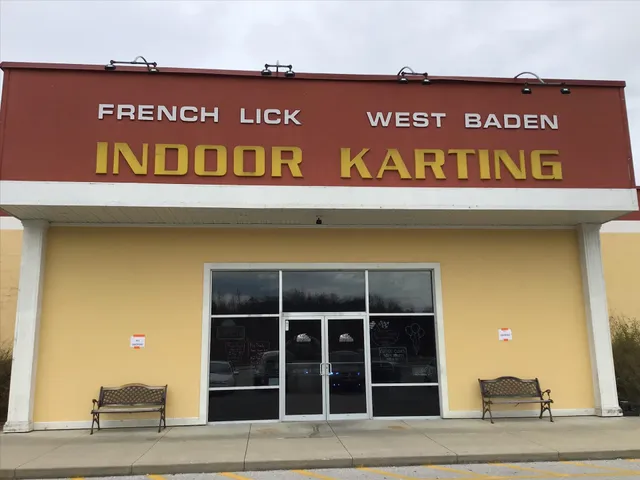 FRENCH LICK WEST BADEN
INDOOR KARTING